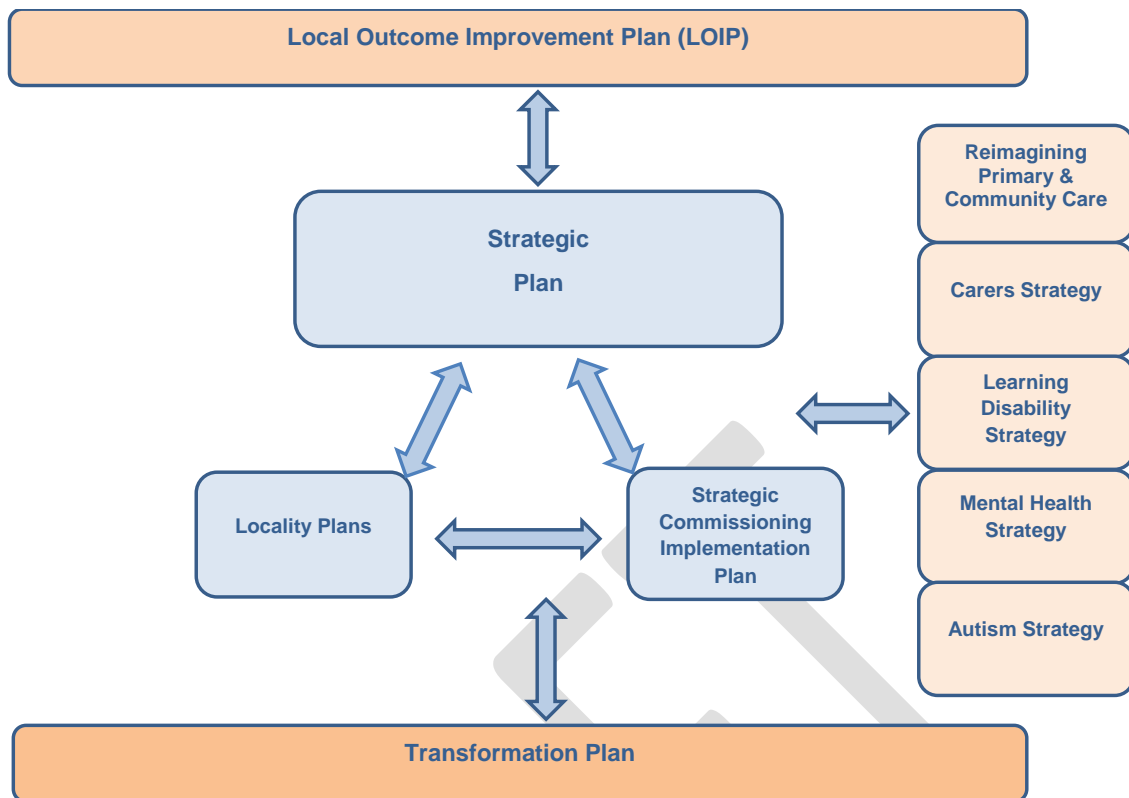 Local Outcome Improvement Plan (LOIP)
Strategic
Plan
Locality Plans
Strategic
Commissioning
Implementation
Plan
Reimagining
Primary &
Community Care
Carers Strategy
Learning
Disability
Strategy
Mental Health
Strategy
Autism Strategy
Transformation Plan